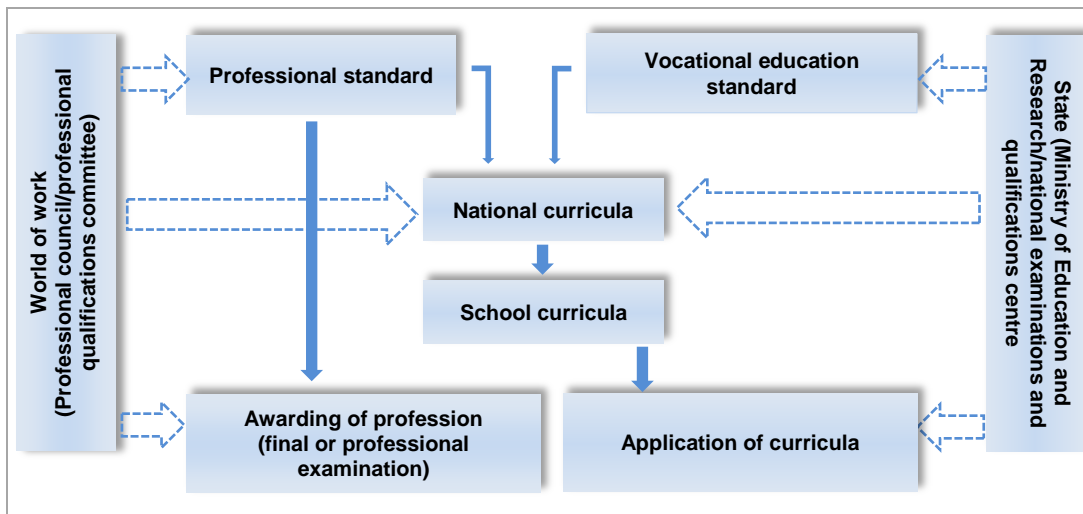 World of work
(Professional council/professional
qualifications committee)
Professional standard
Vocational education
standard
National curricula
School curricula
Awarding of profession
(final or professional
examination)
Application of curricula
State (Ministry of Education and
Research/national examinations and
qualifications centre